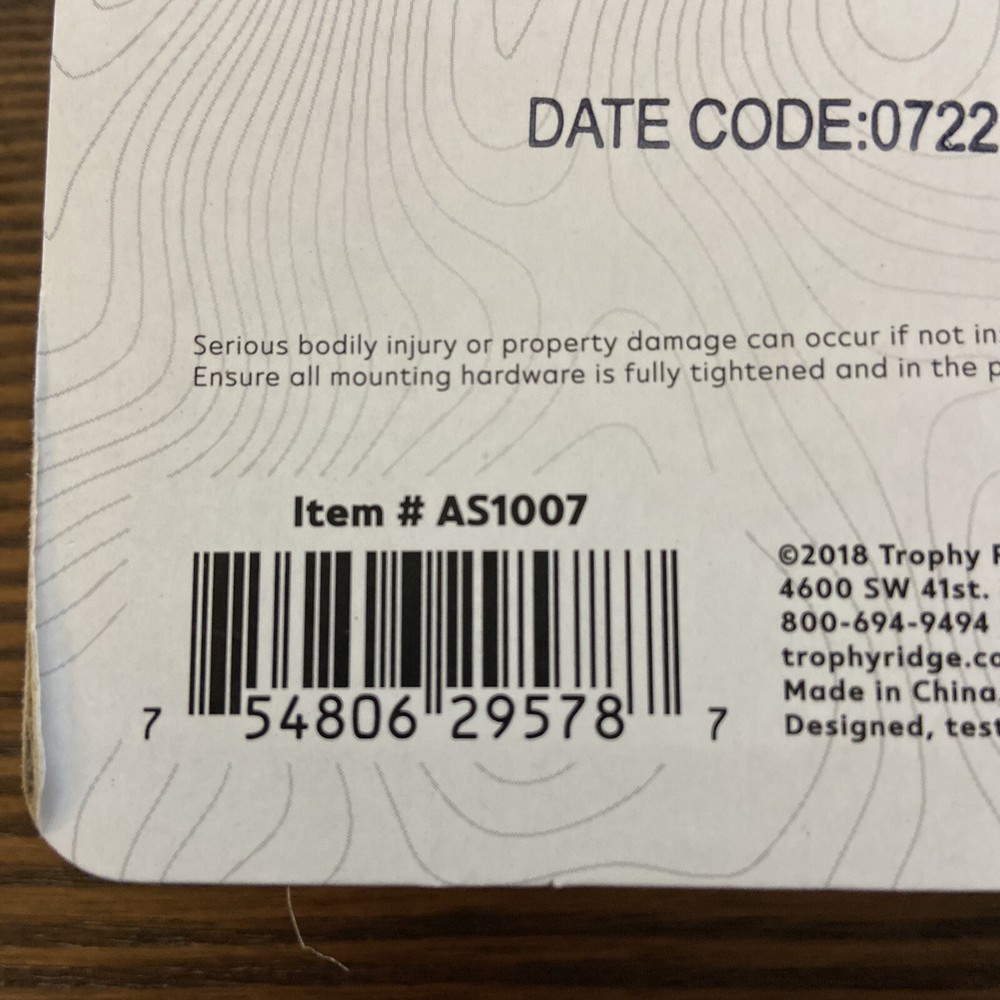 DATE CODE:0722
Serious bodily injury or property damage can occur if not
Ensure all mounting hardware is fully tightened and in the
Item # AS1007
7 54806 29578 7
©2018 Trophy
4600 SW 41st.
800-694-9494
trophyridge.co
Made in China.
Designed,